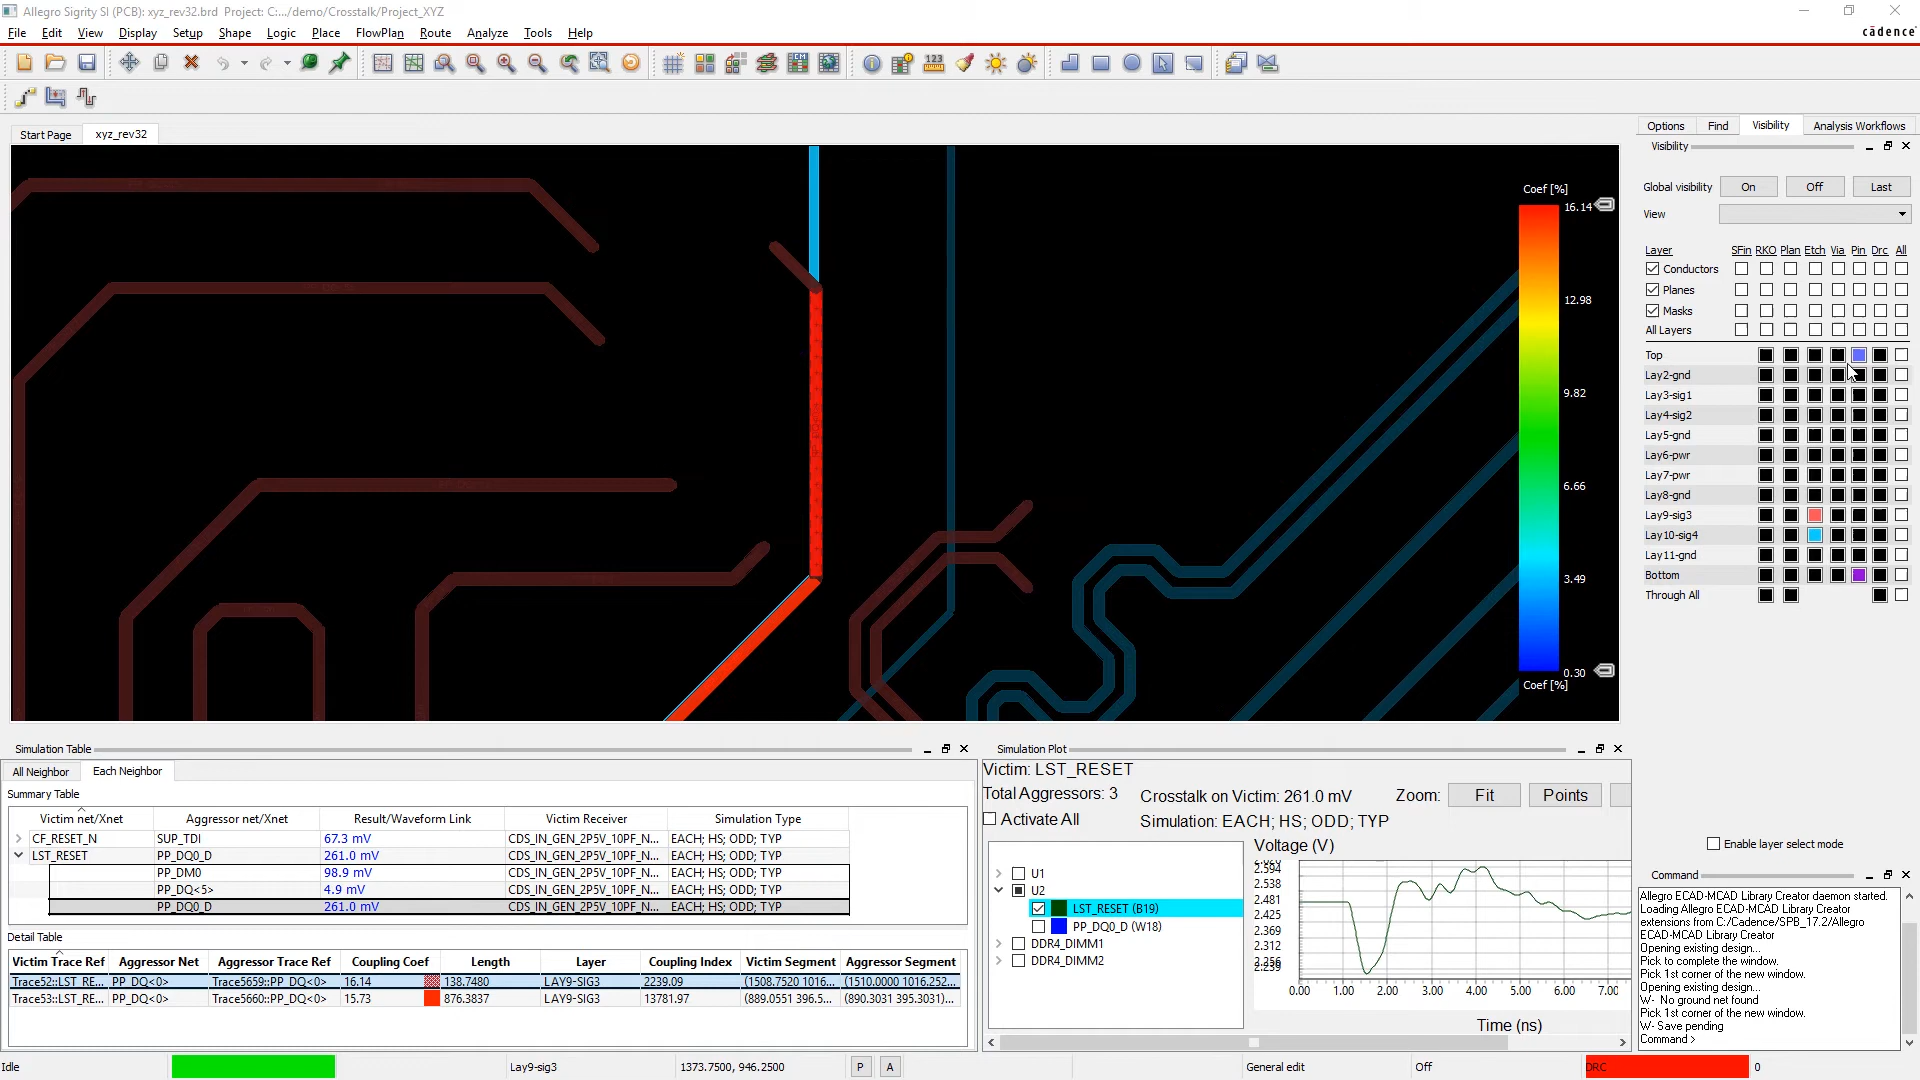 Allegro Sigrity SI (PCB): xyz_rev32.brd  Project: C:.../demo/Crosstalk/Project_XYZ
File Edit View Display Setup Shape Logic Place FlowPlan Route Analyze Tools Help
cādence
Start Page xyz_rev32
Options Find Visibility Analysis Workflows
Visibility
Global visibility On Off Last
View
Layer SFin RKO Plan Etch Via Pin Drc All
Conductors
Planes
Masks
All Layers
Top
Lay2-gnd
Lay3-sig1
Lay4-sig2
Lay5-gnd
Lay6-pwr
Lay7-pwr
Lay8-gnd
Lay9-sig3
Lay10-sig4
Lay11-gnd
Bottom
Through All
Enable layer select mode
Coef [%]
16.14
12.98
9.82
6.66
3.49
0.30
Coef [%]
Simulation Table
All Neighbor Each Neighbor
Summary Table
Victim net/Xnet Aggressor net/Xnet Result/Waveform Link Victim Receiver Simulation Type
CF_RESET_N SUP_TDI 67.3 mV CDS_IN_GEN_2P5V_10PF_N... EACH; HS; ODD; TYP
LST_RESET PP_DQ0_D 261.0 mV CDS_IN_GEN_2P5V_10PF_N... EACH; HS; ODD; TYP
PP_DM0 98.9 mV CDS_IN_GEN_2P5V_10PF_N... EACH; HS; ODD; TYP
PP_DQ<5> 4.9 mV CDS_IN_GEN_2P5V_10PF_N... EACH; HS; ODD; TYP
PP_DQ0_D 261.0 mV CDS_IN_GEN_2P5V_10PF_N... EACH; HS; ODD; TYP
Detail Table
Victim Trace Ref Aggressor Net Aggressor Trace Ref Coupling Coef Length Layer Coupling Index Victim Segment Aggressor Segment
Trace52::LST_RE... PP_DQ<0> Trace5659::PP_DQ<0> 16.14 138.7480 LAY9-SIG3 2239.09 (1508.7520 1016... (1510.0000 1016.252...
Trace53::LST_RE... PP_DQ<0> Trace5660::PP_DQ<0> 15.73 876.3837 LAY9-SIG3 13781.97 (889.0551 396.5... (890.3031 395.3031)...
Simulation Plot
Victim: LST_RESET
Total Aggressors: 3 Crosstalk on Victim: 261.0 mV Zoom: Fit Points
Activate All Simulation: EACH; HS; ODD; TYP
U1
U2
LST_RESET (B19)
PP_DQ0_D (W18)
DDR4_DIMM1
DDR4_DIMM2
Voltage (V)
2.594
2.538
2.481
2.425
2.369
2.312
2.256
2.239
0.00 1.00 2.00 3.00 4.00 5.00 6.00 7.00
Time (ns)
Command
Allegro ECAD-MCAD Library Creator daemon started.
Loading Allegro ECAD-MCAD Library Creator
extensions from C:/Cadence/SPB_17.2/Allegro
ECAD-MCAD Library Creator
Opening existing design...
Pick to complete the window.
Pick 1st corner of the new window.
Opening existing design...
W- No ground net found
Pick 1st corner of the new window.
W- Save pending
Command >
Idle Lay9-sig3 1373.7500, 946.2500 P A General edit Off DRC 0